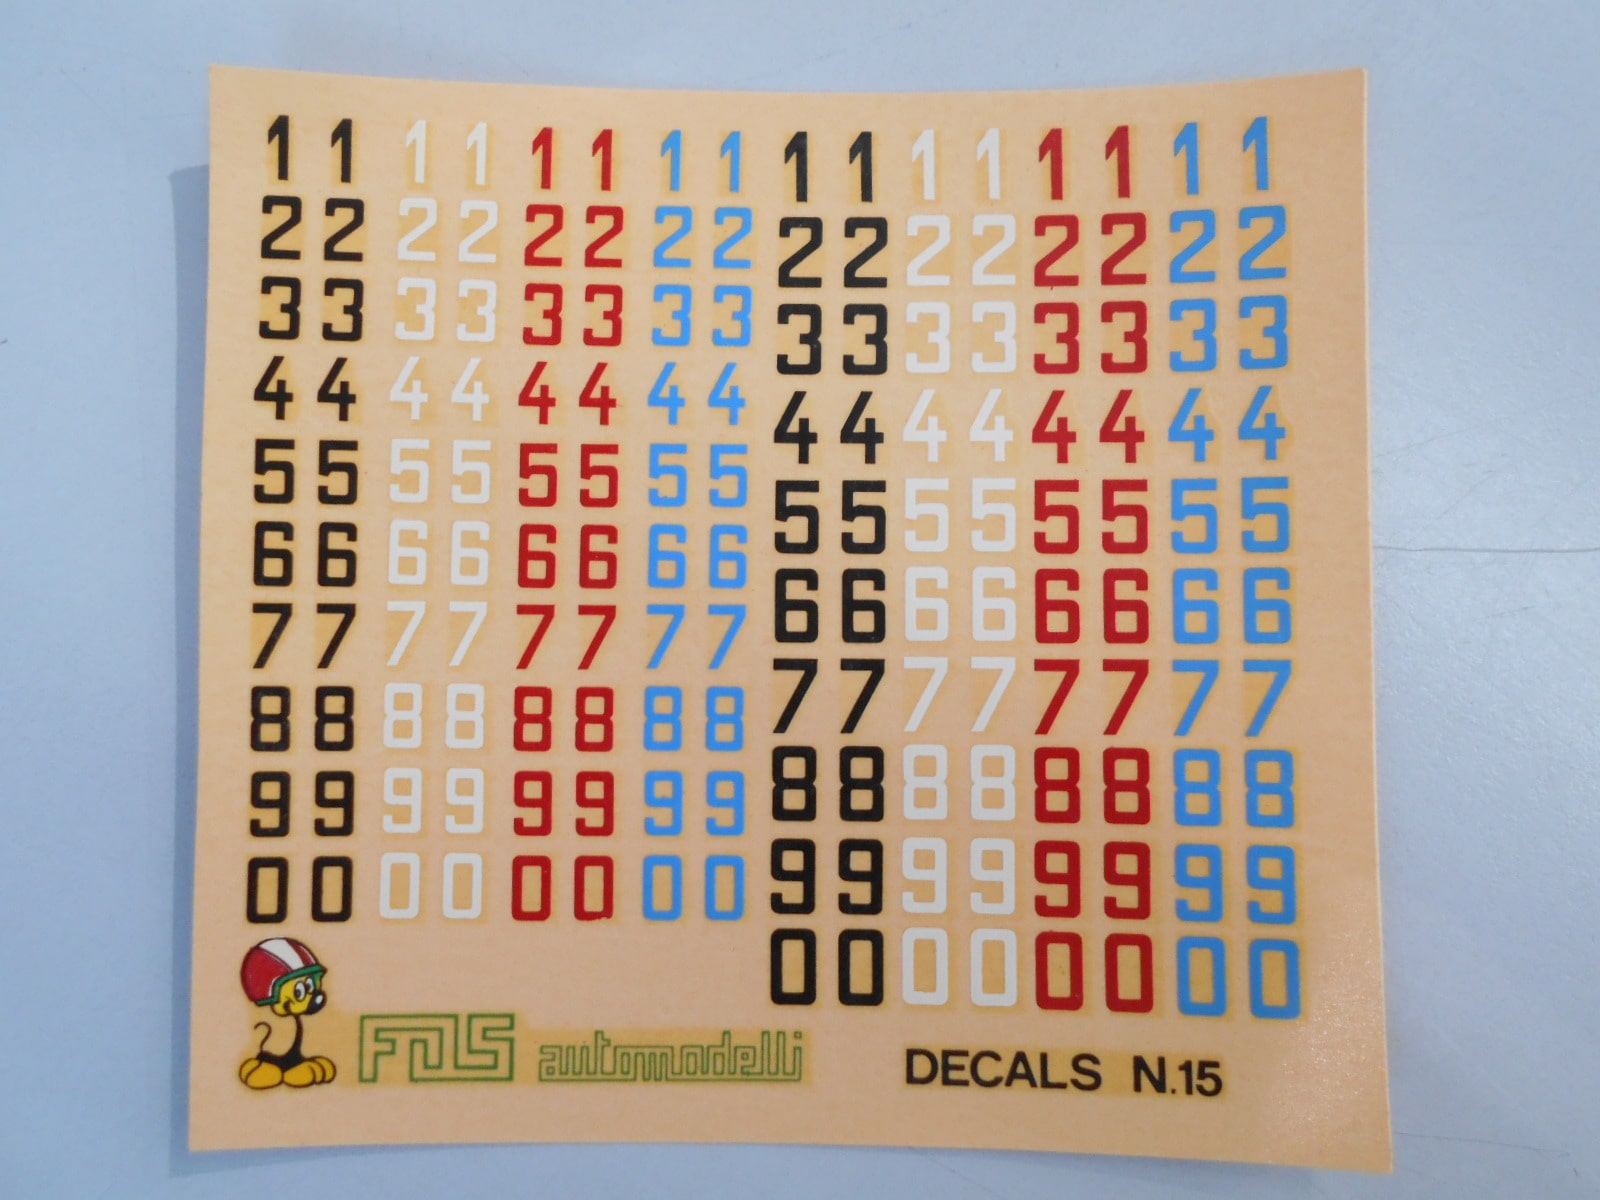 1 1 1 1 1 1 1 1 1 1 1 1 1 1 1 1
2 2 2 2 2 2 2 2 2 2 2 2 2 2 2 2
3 3 3 3 3 3 3 3 3 3 3 3 3 3 3 3
4 4 4 4 4 4 4 4 4 4 4 4 4 4 4 4
5 5 5 5 5 5 5 5 5 5 5 5 5 5 5 5
6 6 6 6 6 6 6 6 6 6 6 6 6 6 6 6
7 7 7 7 7 7 7 7 7 7 7 7 7 7 7 7
8 8 8 8 8 8 8 8 8 8 8 8 8 8 8 8
9 9 9 9 9 9 9 9 9 9 9 9 9 9 9 9
0 0 0 0 0 0 0 0 0 0 0 0 0 0 0 0
automodelli
DECALS N.15